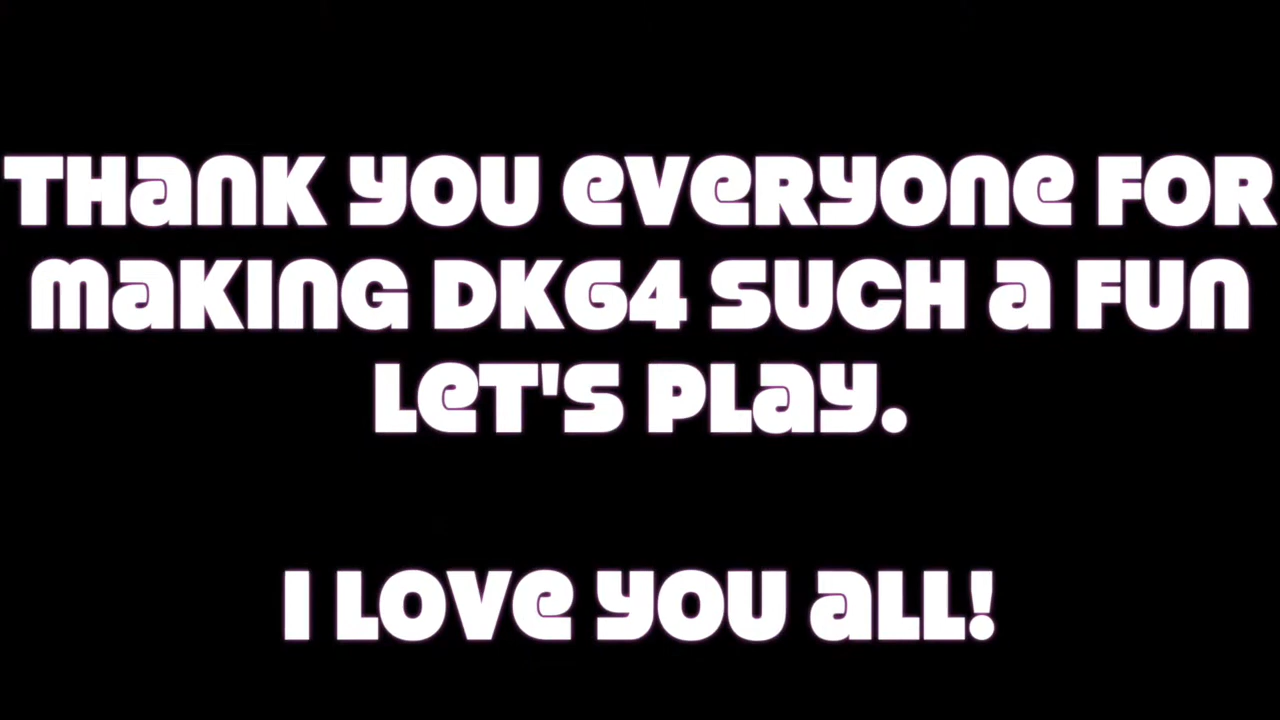 THANK YOU EVERYONE FOR
MAKING DK64 SUCH A FUN
LET'S PLAY.
I LOVE YOU ALL!